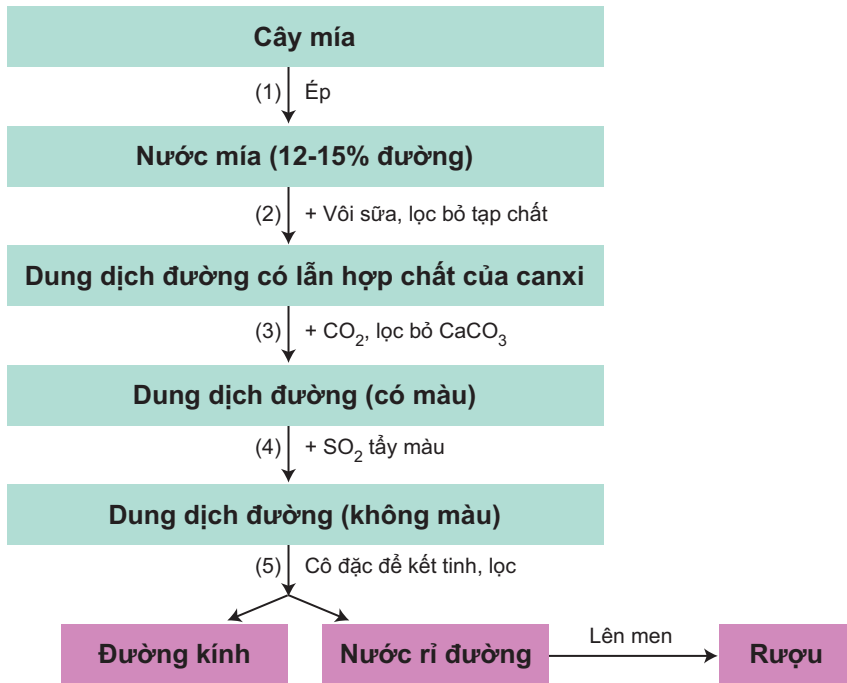 Cây mía
(1) Ép
Nước mía (12-15% đường)
(2) + Vôi sữa, lọc bỏ tạp chất
Dung dịch đường có lẫn hợp chất của canxi
(3) + CO₂, lọc bỏ CaCO₃
Dung dịch đường (có màu)
(4) + SO₂ tẩy màu
Dung dịch đường (không màu)
(5) Cô đặc để kết tinh, lọc
Đường kính
Nước rỉ đường
Lên men
Rượu